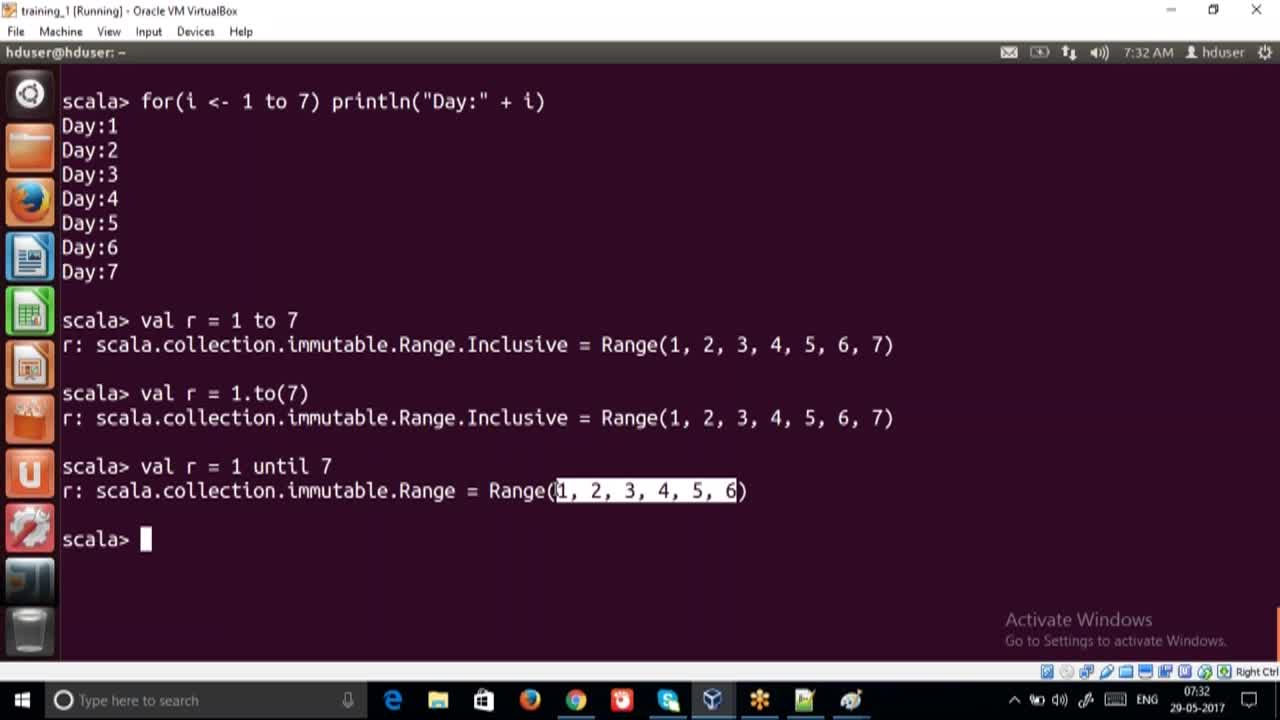 training_1 [Running] - Oracle VM VirtualBox
File Machine View Input Devices Help
hduser@hduser: ~ 7:32 AM hduser
scala> for(i <- 1 to 7) println("Day:" + i)
Day:1
Day:2
Day:3
Day:4
Day:5
Day:6
Day:7
scala> val r = 1 to 7
r: scala.collection.immutable.Range.Inclusive = Range(1, 2, 3, 4, 5, 6, 7)
scala> val r = 1.to(7)
r: scala.collection.immutable.Range.Inclusive = Range(1, 2, 3, 4, 5, 6, 7)
scala> val r = 1 until 7
r: scala.collection.immutable.Range = Range(1, 2, 3, 4, 5, 6)
scala>
Activate Windows
Go to Settings to activate Windows.
Right Ctrl
Type here to search ENG 07:32
29-05-2017